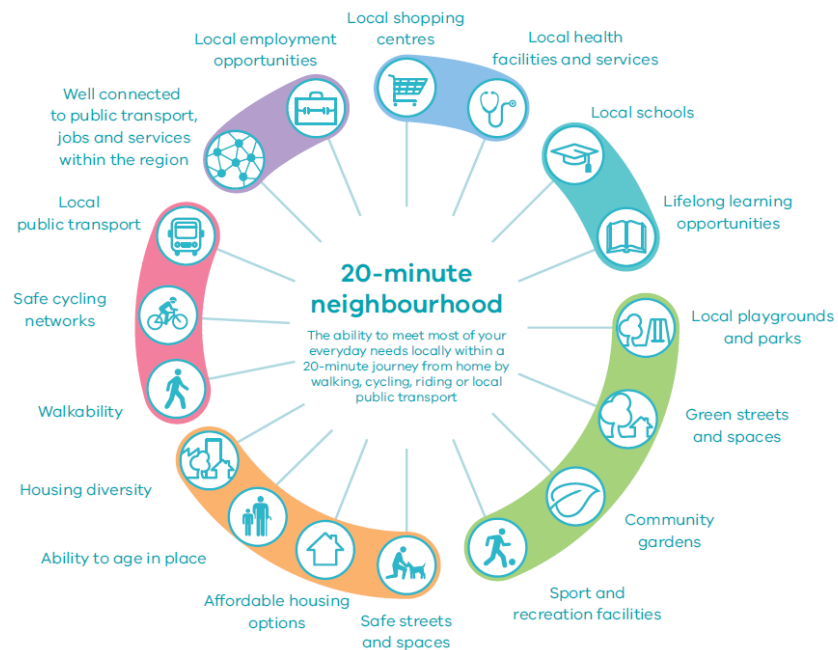 Local shopping
centres
Local health
facilities and services
Local schools
Lifelong learning
opportunities
Local playgrounds
and parks
Green streets
and spaces
Community
gardens
Sport and
recreation facilities
Safe streets
and spaces
Affordable housing
options
Ability to age in place
Housing diversity
Walkability
Safe cycling
networks
Local
public transport
Well connected
to public transport,
jobs and services
within the region
Local employment
opportunities
20-minute
neighbourhood
The ability to meet most of your
everyday needs locally within a
20-minute journey from home by
walking, cycling, riding or local
public transport